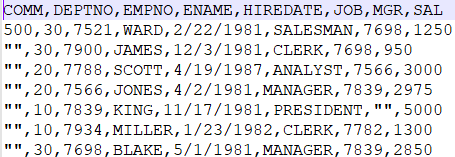 COMM,DEPTNO,EMPNO,ENAME,HIREDATE,JOB,MGR,SAL
500,30,7521,WARD,2/22/1981,SALESMAN,7698,1250
"",30,7900,JAMES,12/3/1981,CLERK,7698,950
"",20,7788,SCOTT,4/19/1987,ANALYST,7566,3000
"",20,7566,JONES,4/2/1981,MANAGER,7839,2975
"",10,7839,KING,11/17/1981,PRESIDENT,"",5000
"",10,7934,MILLER,1/23/1982,CLERK,7782,1300
"",30,7698,BLAKE,5/1/1981,MANAGER,7839,2850